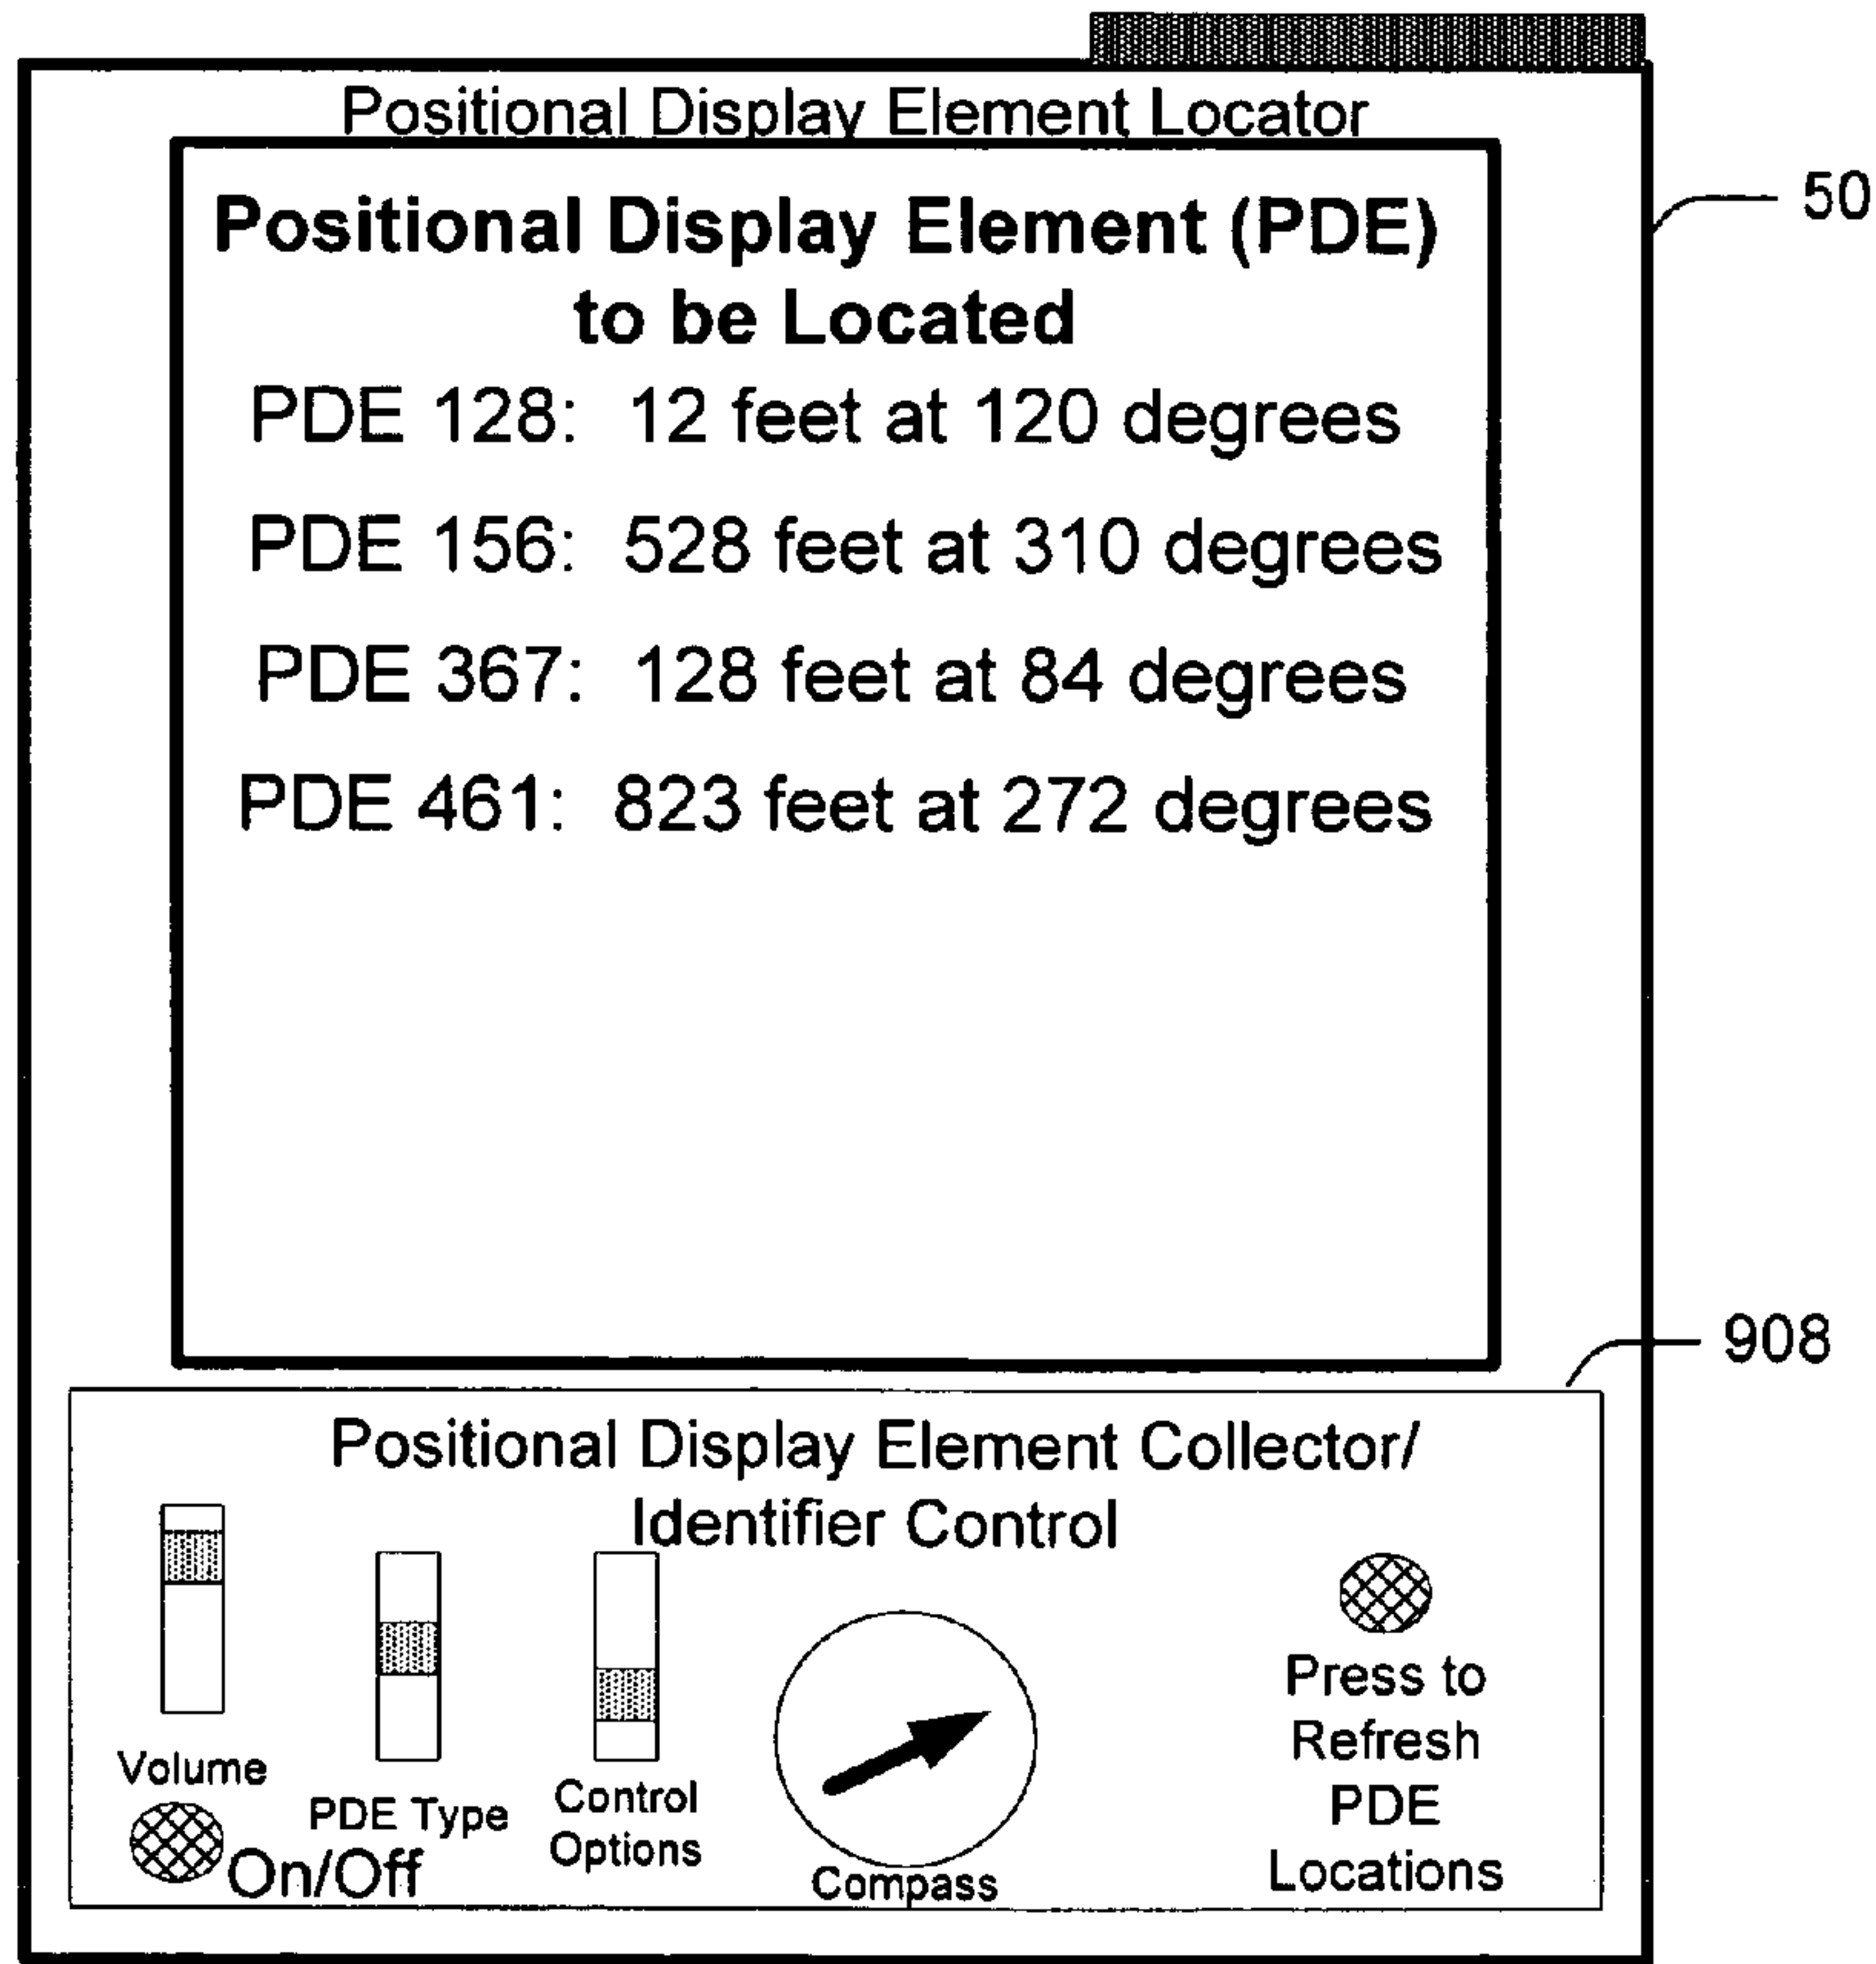 Positional Display Element Locator
Positional Display Element (PDE)
to be Located
PDE 128: 12 feet at 120 degrees
PDE 156: 528 feet at 310 degrees
PDE 367: 128 feet at 84 degrees
PDE 461: 823 feet at 272 degrees
50
908
Positional Display Element Collector/
Identifier Control
Volume
On/Off
PDE Type
Control
Options
Compass
Press to
Refresh
PDE
Locations